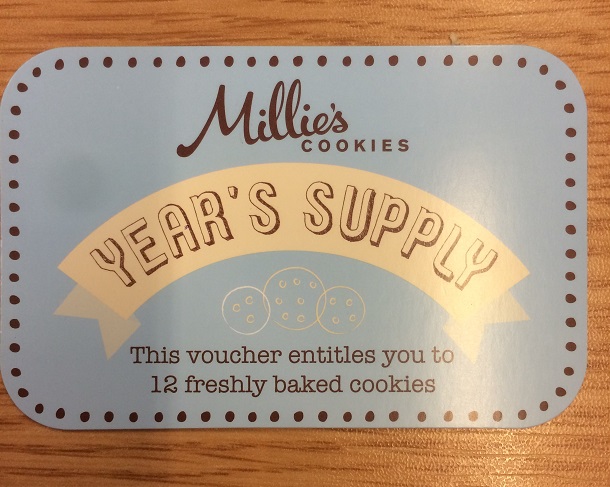 Millie's
COOKIES
YEAR'S SUPPLY
This voucher entitles you to
12 freshly baked cookies